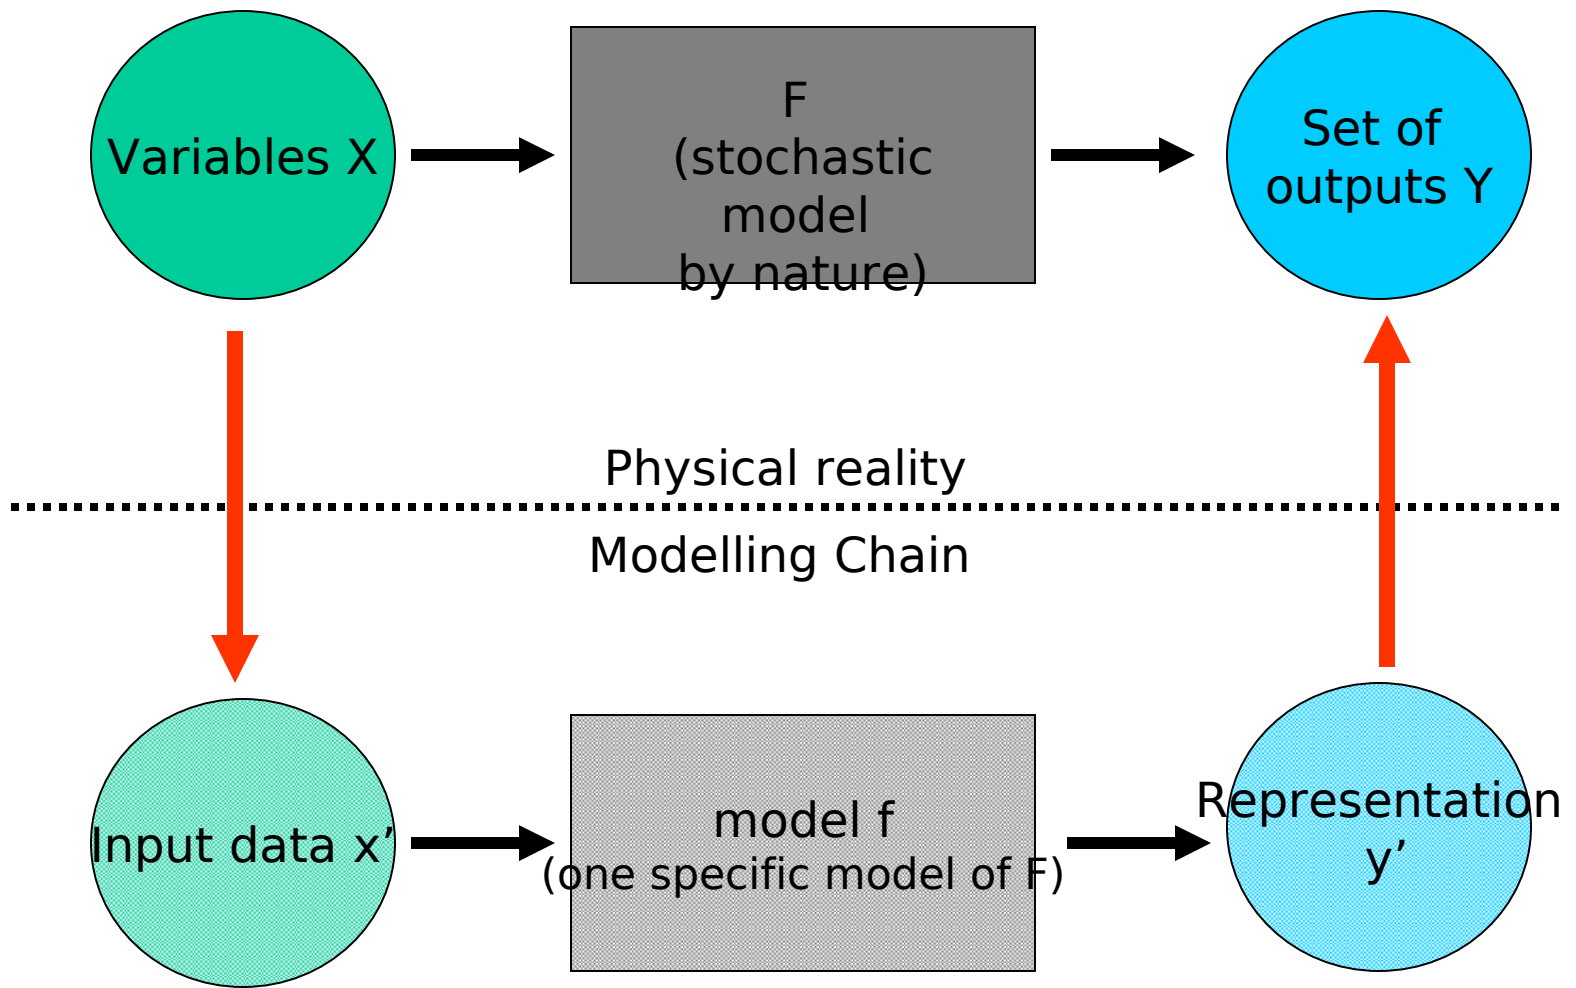 Variables X
F
(stochastic
model
by nature)
Set of
outputs Y
Physical reality
Modelling Chain
Input data x’
model f
(one specific model of F)
Representation
y’